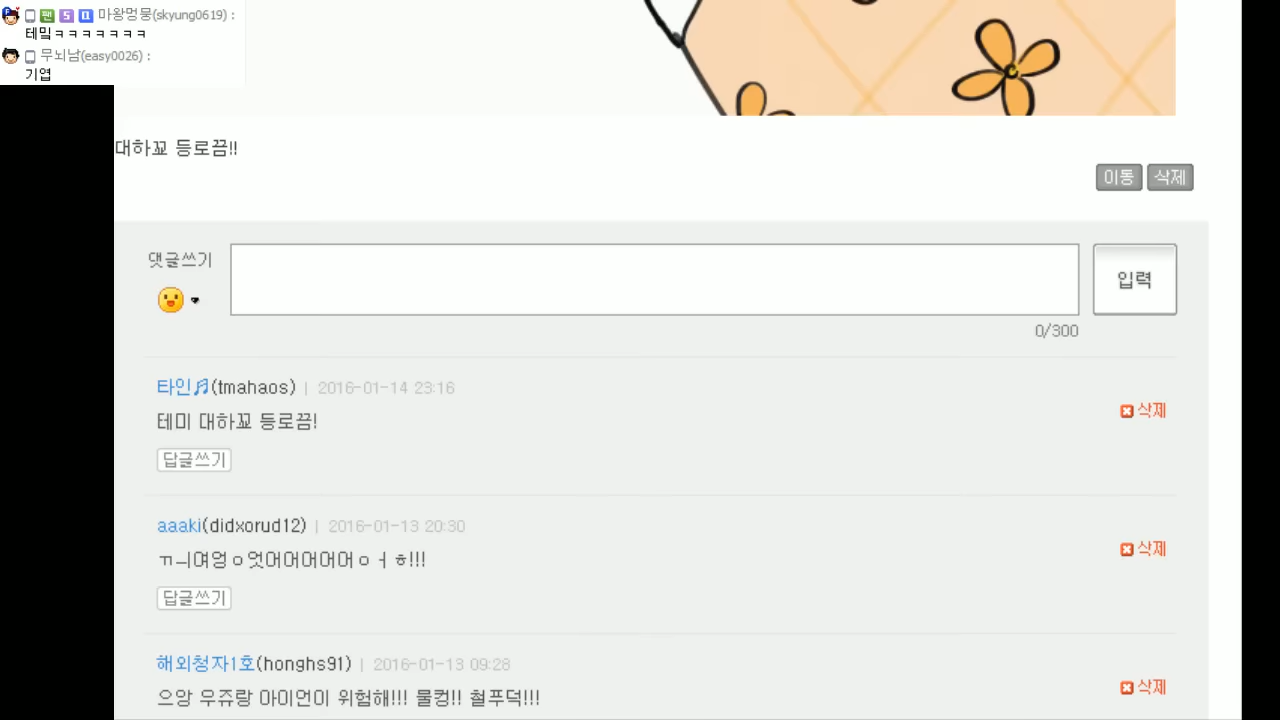 팬 5 마왕멍뭉(skyung0619) :
테밐ㅋㅋㅋㅋㅋㅋㅋ
무뇌남(easy0026) :
기엽
대하꾜 등로끔!!
이동 삭제
댓글쓰기
입력
0/300
타인♬(tmahaos) | 2016-01-14 23:16
테미 대하꾜 등로끔!
삭제
답글쓰기
aaaki(didxorud12) | 2016-01-13 20:30
ㄲㅢ여엉ㅇ엇어어어어어ㅇㅓㅎ!!!
삭제
답글쓰기
해외청자1호(honghs91) | 2016-01-13 09:28
으앙 우쥬랑 아이언이 위험해!!! 물컹!! 철푸덕!!!
삭제